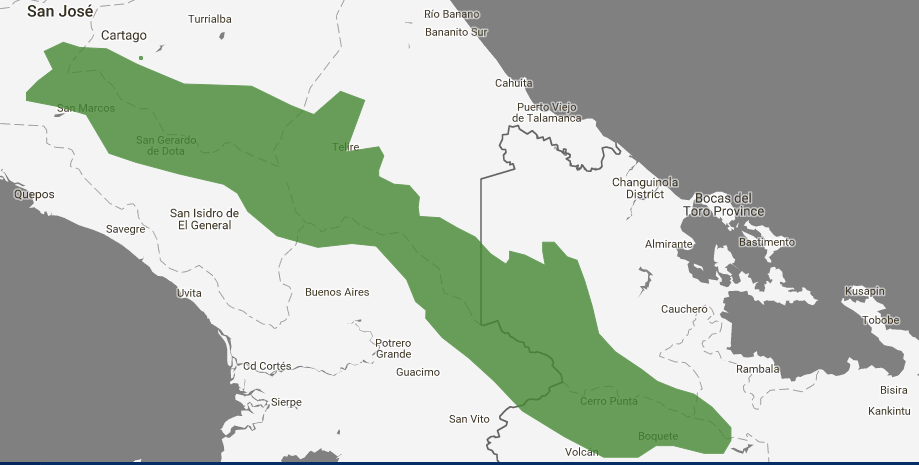 San José
Turrialba
Río Banano
Bananito Sur
Cartago
Cahuita
San Marcos
Puerto Viejo
de Talamanca
San Gerardo
de Dota
Telire
Quepos
Changuinola
District
Bocas del
Toro Province
San Isidro de
El General
Savegre
Almirante
Bastimento
Uvita
Buenos Aires
Kusapin
Cauchero
Tobobe
Potrero
Grande
Cd Cortés
Guacimo
Rambala
Bisira
Sierpe
Cerro Punta
Kankintu
San Vito
Boquete
Volcan